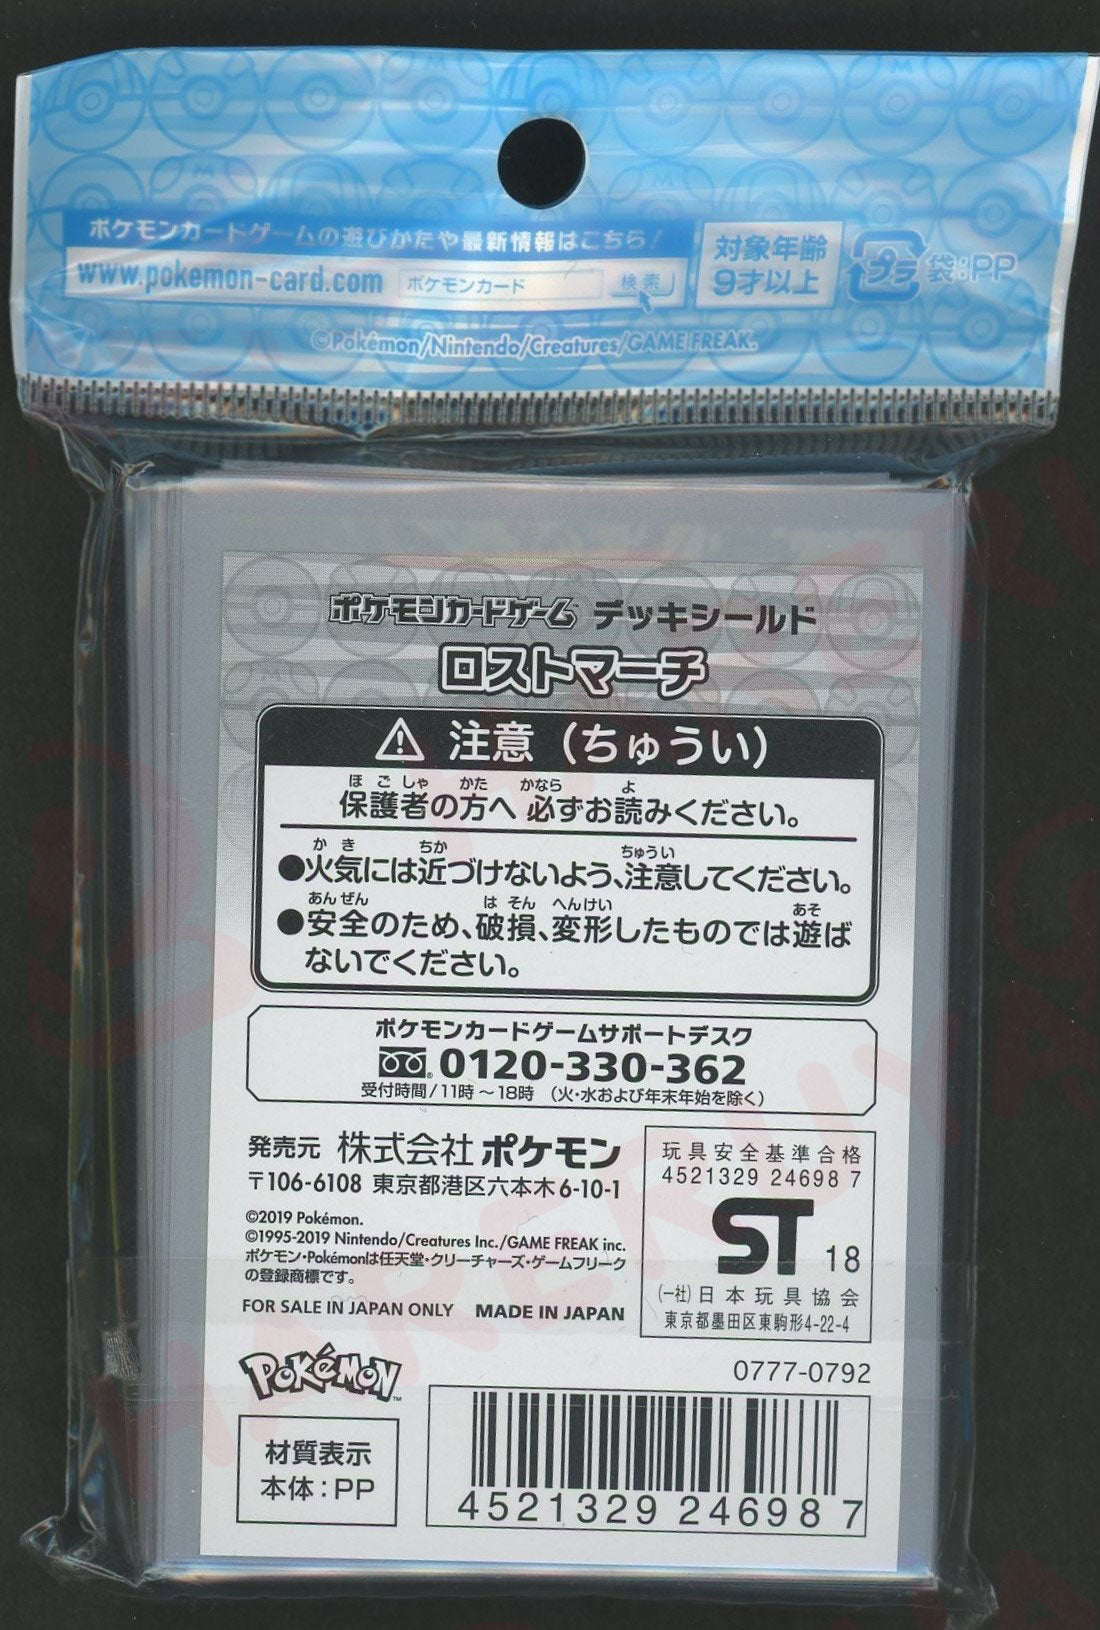 ポケモンカードゲームの遊びかたや最新情報はこちら!
www.pokemon-card.com ポケモンカード 検索
対象年齢
9才以上
プラ 袋:PP
©Pokémon/Nintendo/Creatures/GAME FREAK.
ポケモンカードゲーム デッキシールド
ロストマーチ
注意(ちゅうい)
ほごしゃ かた かなら よ
保護者の方へ 必ずお読みください。
かき ちか ちゅうい
●火気には近づけないよう、注意してください。
あんぜん はそん へんけい あそ
●安全のため、破損、変形したものでは遊ば
ないでください。
ポケモンカードゲームサポートデスク
0120-330-362
受付時間/11時~18時 (火・水および年末年始を除く)
発売元 株式会社 ポケモン
〒106-6108 東京都港区六本木6-10-1
©2019 Pokémon.
©1995-2019 Nintendo/Creatures Inc./GAME FREAK inc.
ポケモン・Pokémonは任天堂・クリーチャーズ・ゲームフリーク
の登録商標です。
FOR SALE IN JAPAN ONLY MADE IN JAPAN
玩具安全基準合格
4521329 24698 7
ST 18
(一社)日本玩具協会
東京都墨田区東駒形4-22-4
POKéMON™
材質表示
本体:PP
0777-0792
4521329246987
HARERUYA